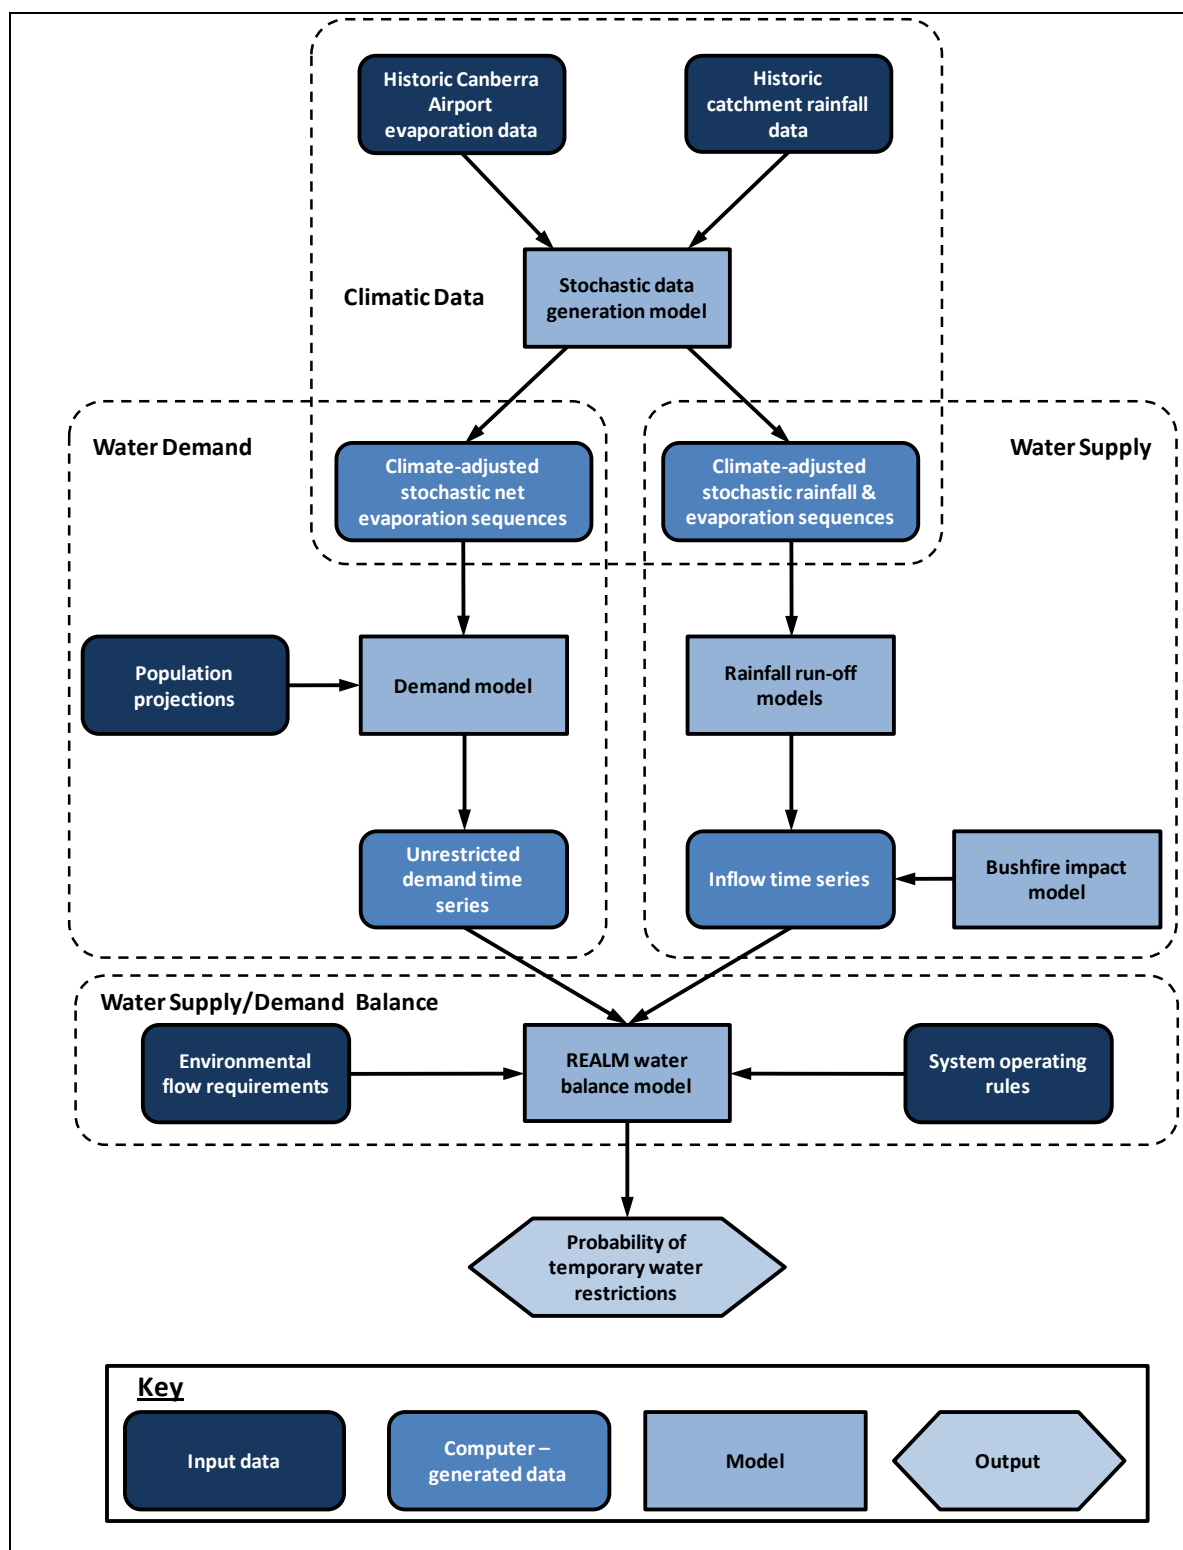 Historic Canberra
Airport
evaporation data
Historic
catchment rainfall
data
Climatic Data
Stochastic data
generation model
Water Demand
Water Supply
Climate-adjusted
stochastic net
evaporation sequences
Climate-adjusted
stochastic rainfall &
evaporation sequences
Population
projections
Demand model
Rainfall run-off
models
Unrestricted
demand time
series
Inflow time series
Bushfire impact
model
Water Supply/Demand Balance
Environmental
flow requirements
REALM water
balance model
System operating
rules
Probability of
temporary water
restrictions
Key
Input data
Computer –
generated data
Model
Output